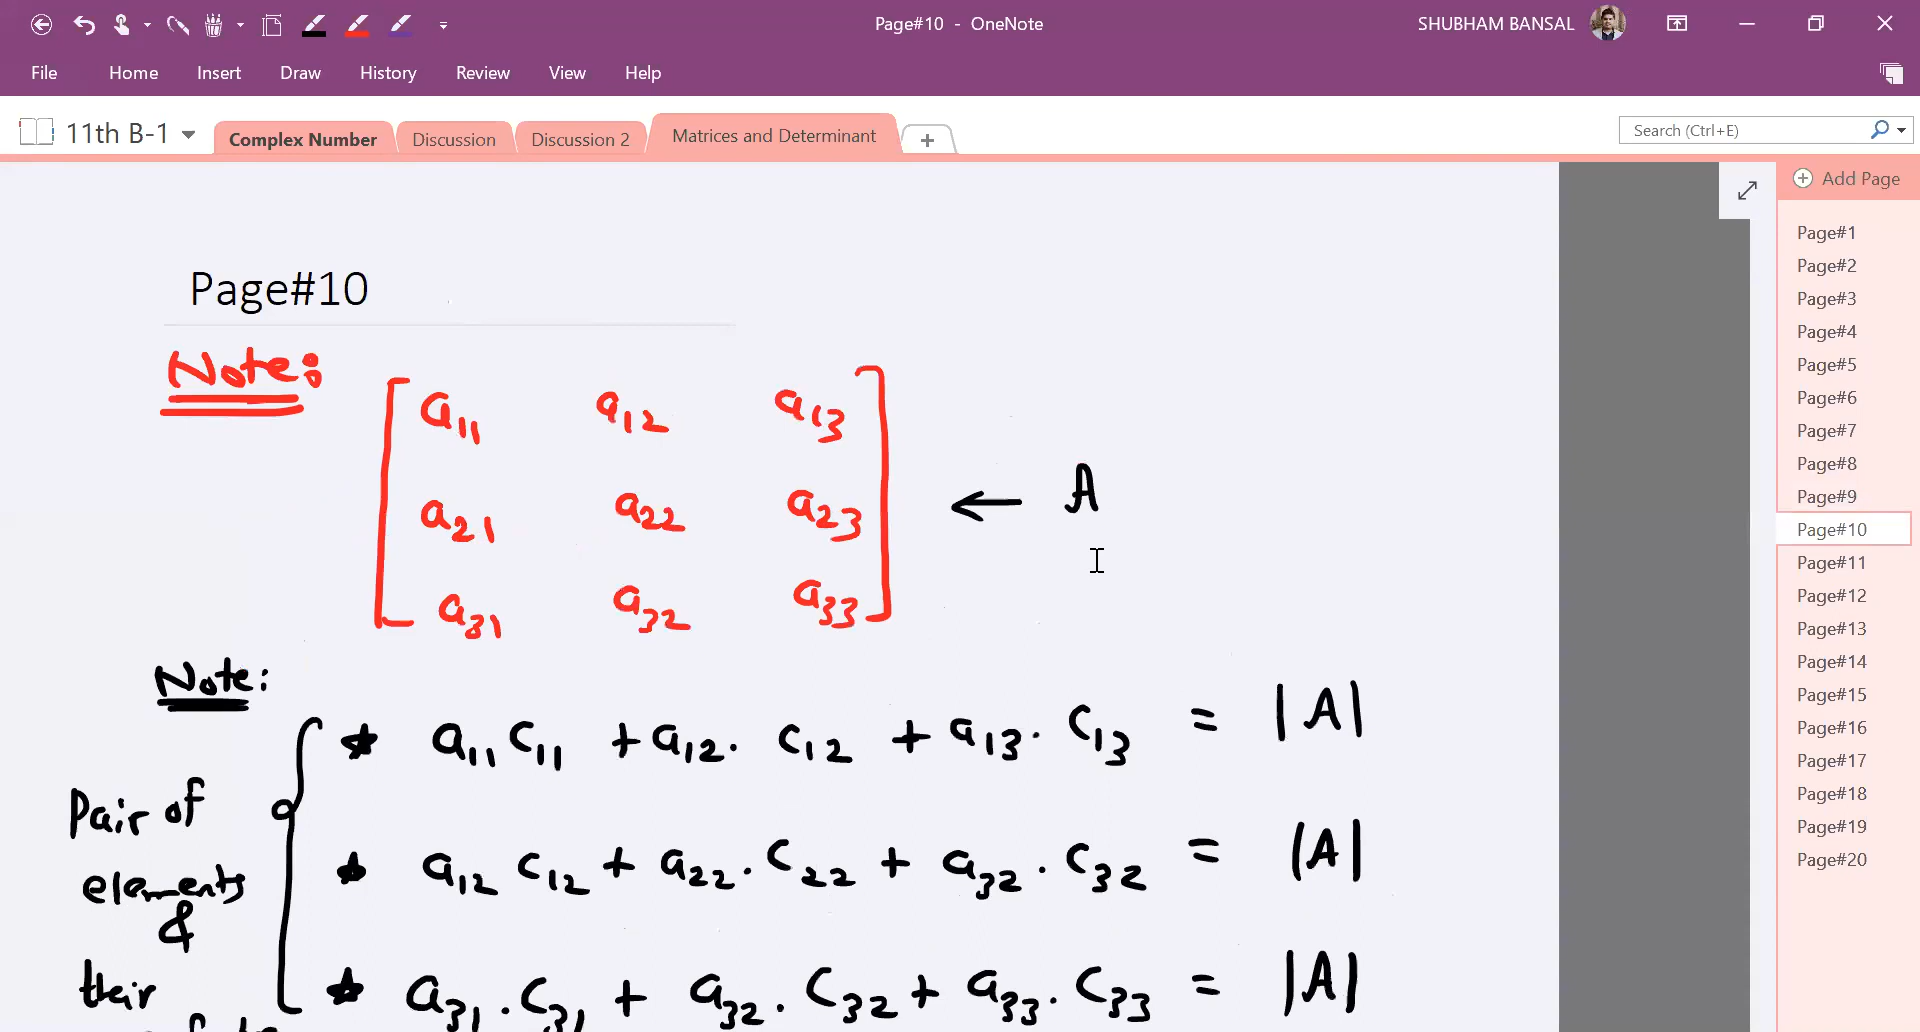 Page#10 - OneNote
SHUBHAM BANSAL
File Home Insert Draw History Review View Help
11th B-1 Complex Number Discussion Discussion 2 Matrices and Determinant +
Search (Ctrl+E)
Add Page
Page#1
Page#2
Page#3
Page#4
Page#5
Page#6
Page#7
Page#8
Page#9
Page#10
Page#11
Page#12
Page#13
Page#14
Page#15
Page#16
Page#17
Page#18
Page#19
Page#20
Page#10
Note:
a11 a12 a13
a21 a22 a23
a31 a32 a33
← A
Note:
★ a11 C11 + a12 . C12 + a13 . C13 = |A|
★ a12 C12 + a22 . C22 + a32 . C32 = |A|
★ a31 . C31 + a32 . C32 + a33 . C33 = |A|
Pair of
elements
&
their